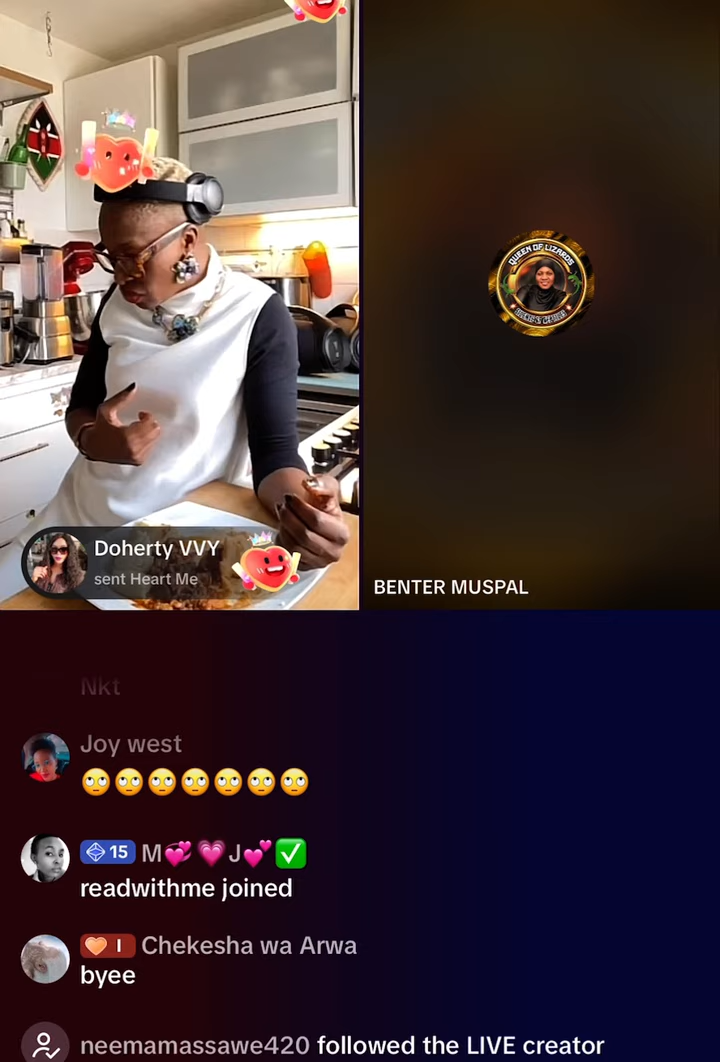 QUEEN OF LIZARDS
Doherty VVY
sent Heart Me
BENTER MUSPAL
Nkt
Joy west
🙄🙄🙄🙄🙄🙄🙄
15 M💞💗J💕✅
readwithme joined
I Chekesha wa Arwa
byee
neemamassawe420 followed the LIVE creator